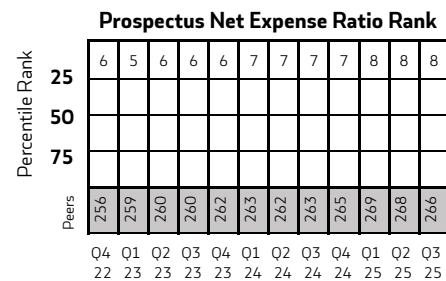 Prospectus Net Expense Ratio Rank
Percentile Rank
6 5 6 6 6 7 7 7 7 8 8 8
25
50
75
Peers
256 259 260 260 262 263 262 263 265 269 268 266
Q4 Q1 Q2 Q3 Q4 Q1 Q2 Q3 Q4 Q1 Q2 Q3
22 23 23 23 23 24 24 24 24 25 25 25